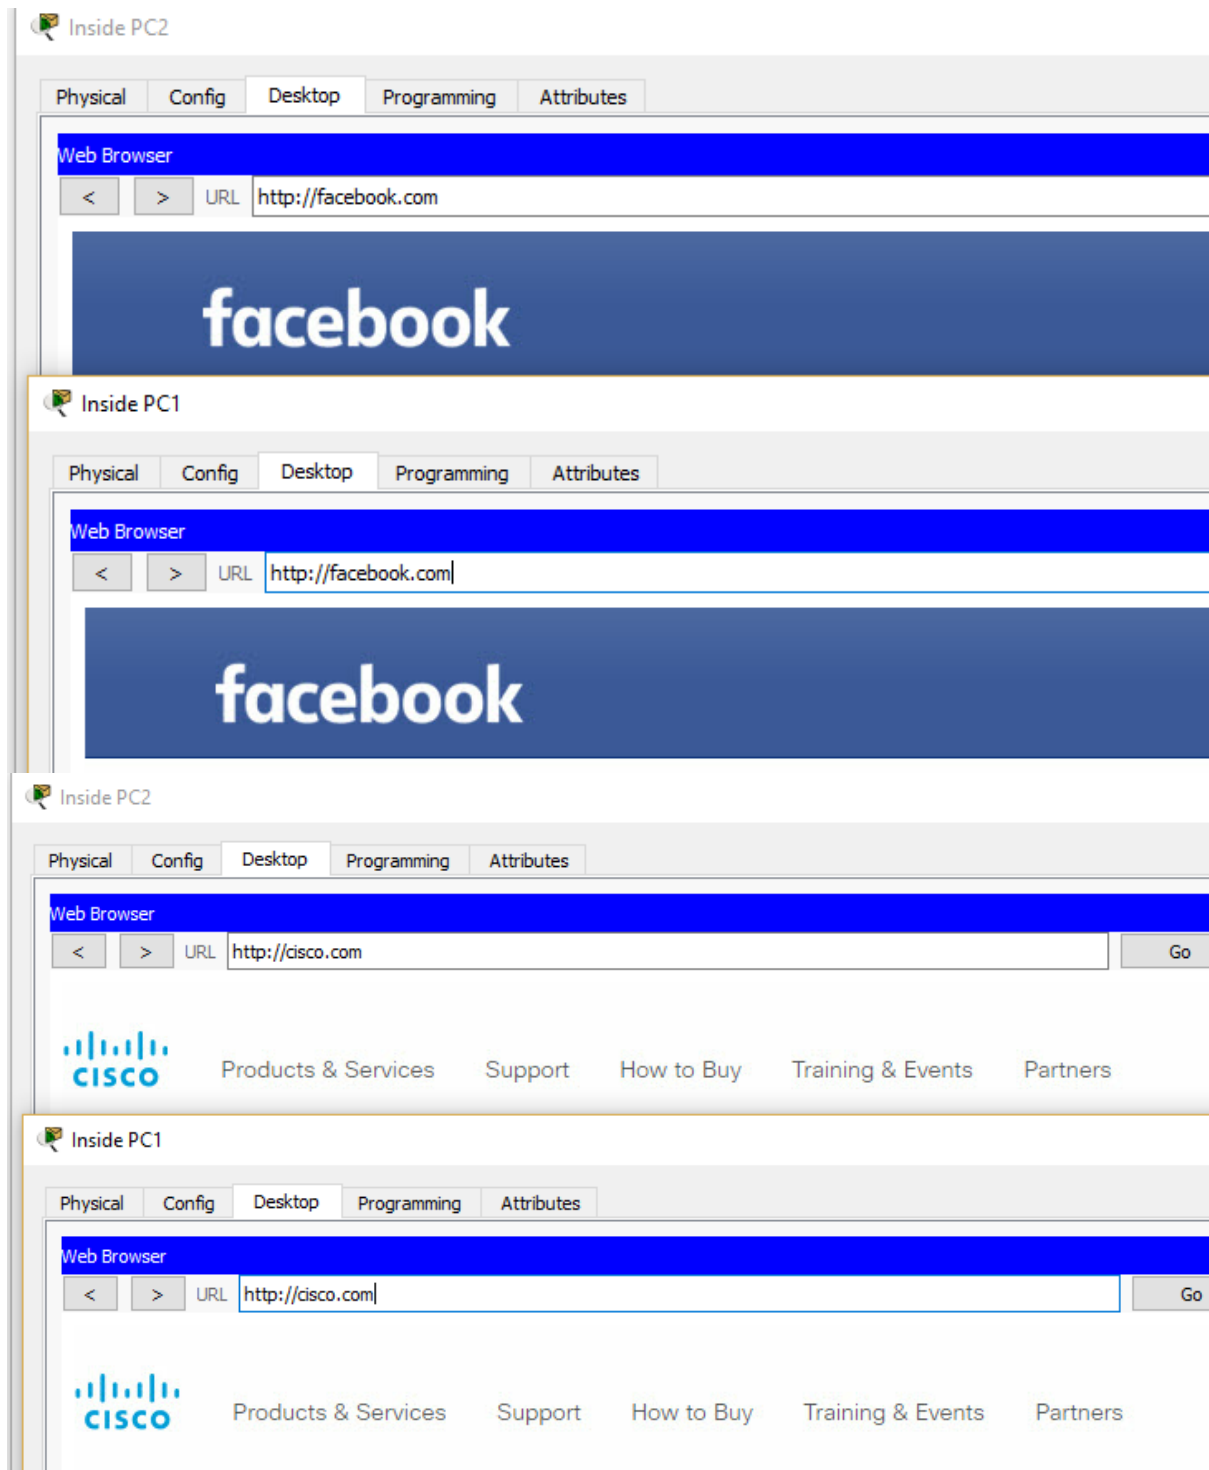 Inside PC2
Physical Config Desktop Programming Attributes
Web Browser
< > URL http://facebook.com
facebook
Inside PC1
Physical Config Desktop Programming Attributes
Web Browser
< > URL http://facebook.com
facebook
Inside PC2
Physical Config Desktop Programming Attributes
Web Browser
< > URL http://cisco.com Go
CISCO Products & Services Support How to Buy Training & Events Partners
Inside PC1
Physical Config Desktop Programming Attributes
Web Browser
< > URL http://cisco.com Go
CISCO Products & Services Support How to Buy Training & Events Partners